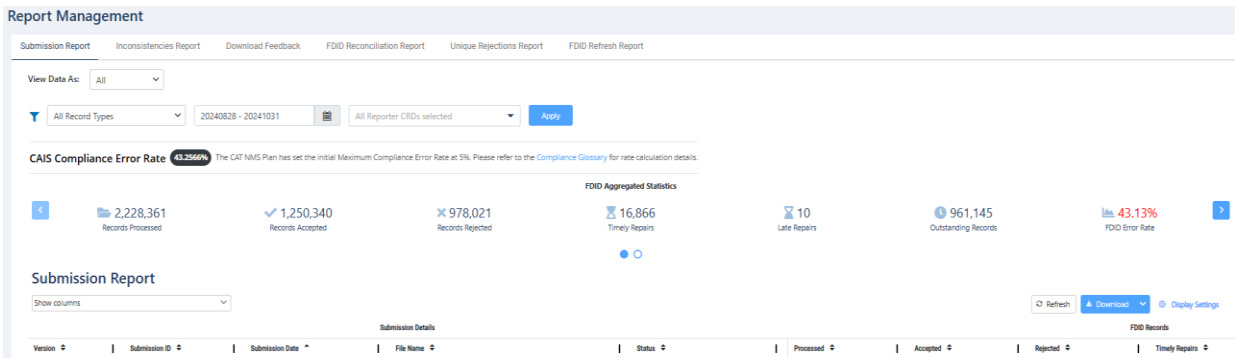 Report Management
Submission Report Inconsistencies Report Download Feedback FDID Reconciliation Report Unique Rejections Report FDID Refresh Report
View Data As: All
All Record Types 20240828 - 20241031 All Reporter CRDs selected Apply
CAIS Compliance Error Rate 43.2566% The CAT NMS Plan has set the initial Maximum Compliance Error Rate at 5%. Please refer to the Compliance Glossary for rate calculation details.
FDID Aggregated Statistics
2,228,361 1,250,340 978,021 16,866 10 961,145 43.13%
Records Processed Records Accepted Records Rejected Timely Repairs Late Repairs Outstanding Records FDID Error Rate
Submission Report
Show columns Refresh Download Display Settings
Submission Details FDID Records
Version Submission ID Submission Date File Name Status Processed Accepted Rejected Timely Repairs